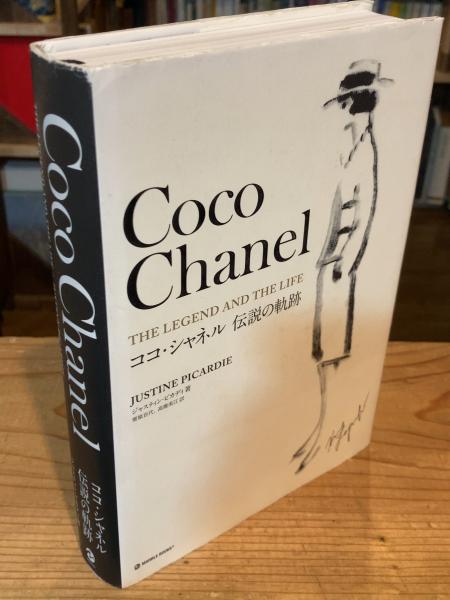 Coco
Chanel
THE LEGEND AND THE LIFE
ココ・シャネル 伝説の軌跡
JUSTINE PICARDIE
ジャスティン・ピカディ 著
MARBLE BOOKS
Coco Chanel
ココ・シャネル
伝説の軌跡